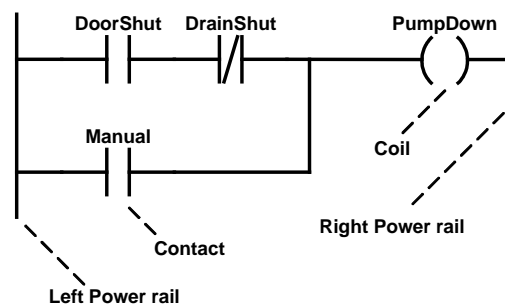 DoorShut DrainShut PumpDown
Manual
Coil
Right Power rail
Contact
Left Power rail